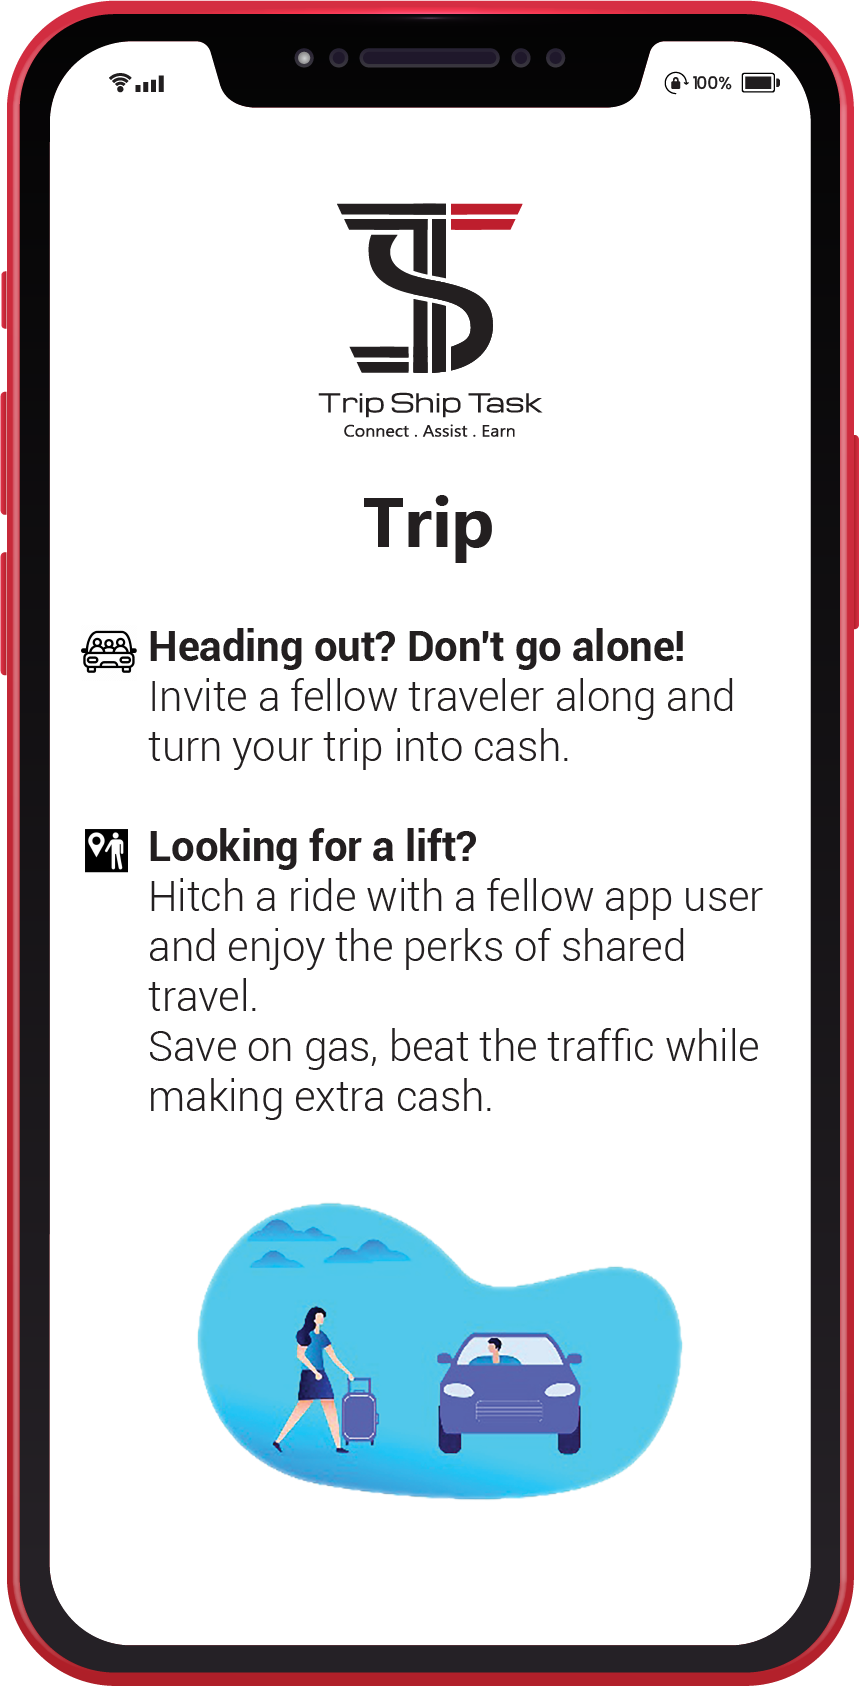 100%
Trip Ship Task
Connect . Assist . Earn
Trip
Heading out? Don't go alone!
Invite a fellow traveler along and
turn your trip into cash.
Looking for a lift?
Hitch a ride with a fellow app user
and enjoy the perks of shared
travel.
Save on gas, beat the traffic while
making extra cash.